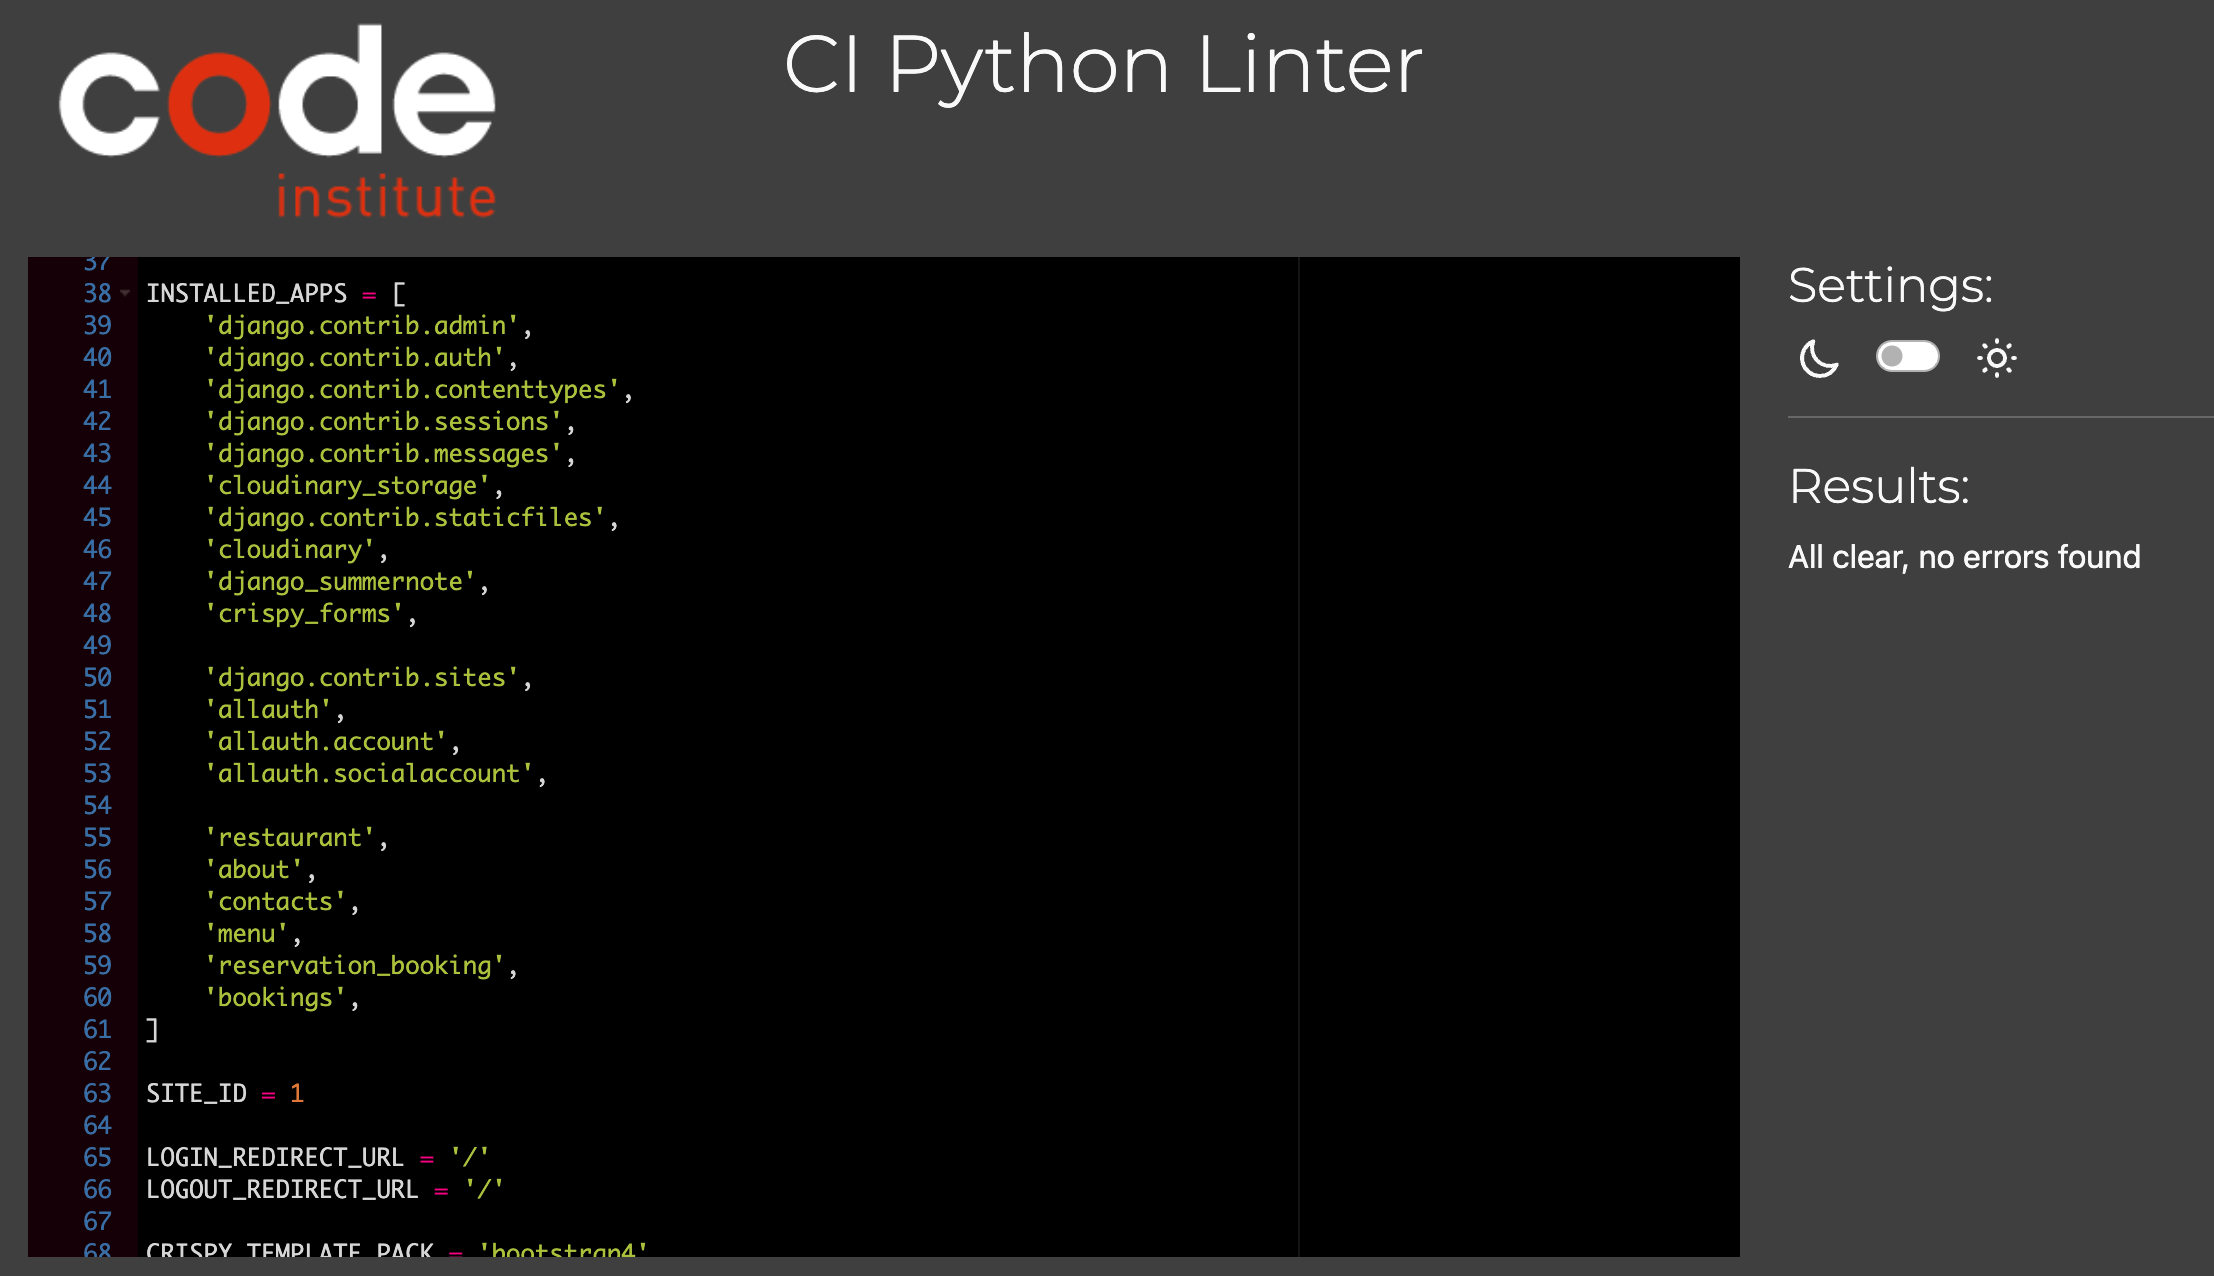 code
institute
CI Python Linter
37
38 INSTALLED_APPS = [
39     'django.contrib.admin',
40     'django.contrib.auth',
41     'django.contrib.contenttypes',
42     'django.contrib.sessions',
43     'django.contrib.messages',
44     'cloudinary_storage',
45     'django.contrib.staticfiles',
46     'cloudinary',
47     'django_summernote',
48     'crispy_forms',
49
50     'django.contrib.sites',
51     'allauth',
52     'allauth.account',
53     'allauth.socialaccount',
54
55     'restaurant',
56     'about',
57     'contacts',
58     'menu',
59     'reservation_booking',
60     'bookings',
61 ]
62
63 SITE_ID = 1
64
65 LOGIN_REDIRECT_URL = '/'
66 LOGOUT_REDIRECT_URL = '/'
67
68 CRISPY_TEMPLATE_PACK = 'bootstrap4'
Settings:
Results:
All clear, no errors found